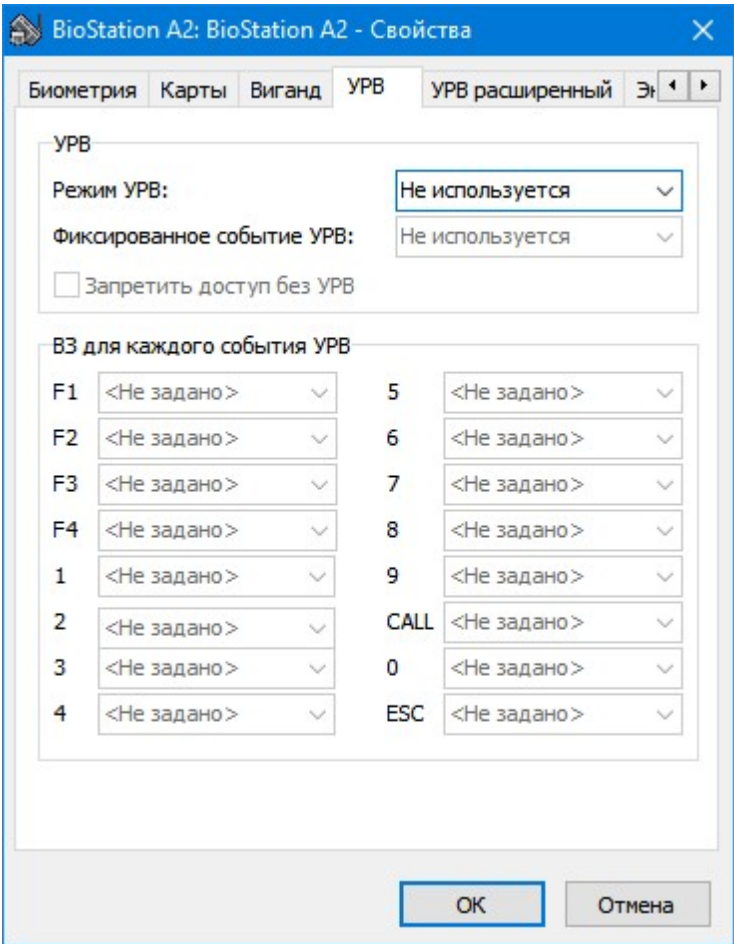 BioStation A2: BioStation A2 - Свойства
Биометрия Карты Виганд УРВ УРВ расширенный
УРВ
Режим УРВ: Не используется
Фиксированное событие УРВ: Не используется
Запретить доступ без УРВ
ВЗ для каждого события УРВ
F1 <Не задано> 5 <Не задано>
F2 <Не задано> 6 <Не задано>
F3 <Не задано> 7 <Не задано>
F4 <Не задано> 8 <Не задано>
1 <Не задано> 9 <Не задано>
2 <Не задано> CALL <Не задано>
3 <Не задано> 0 <Не задано>
4 <Не задано> ESC <Не задано>
ОК Отмена